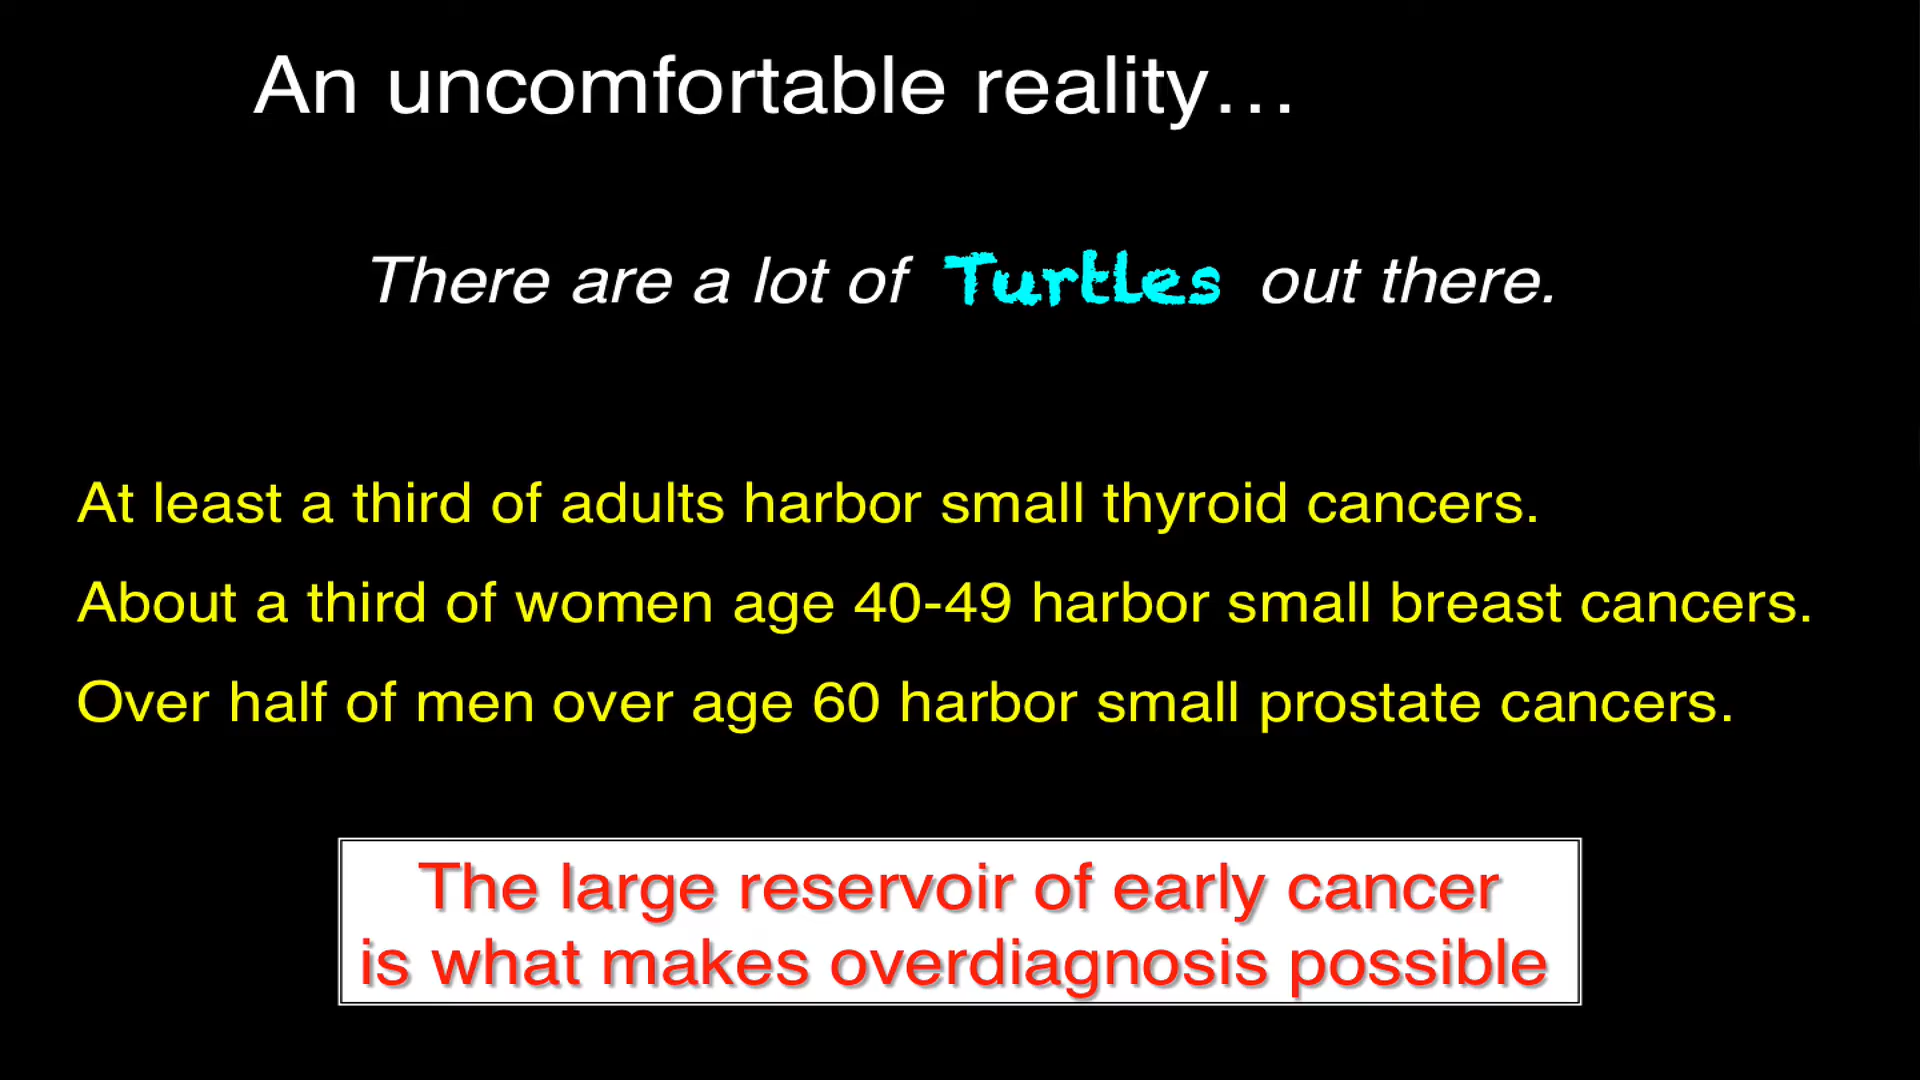 An uncomfortable reality…
There are a lot of Turtles out there.
At least a third of adults harbor small thyroid cancers.
About a third of women age 40-49 harbor small breast cancers.
Over half of men over age 60 harbor small prostate cancers.
The large reservoir of early cancer
is what makes overdiagnosis possible